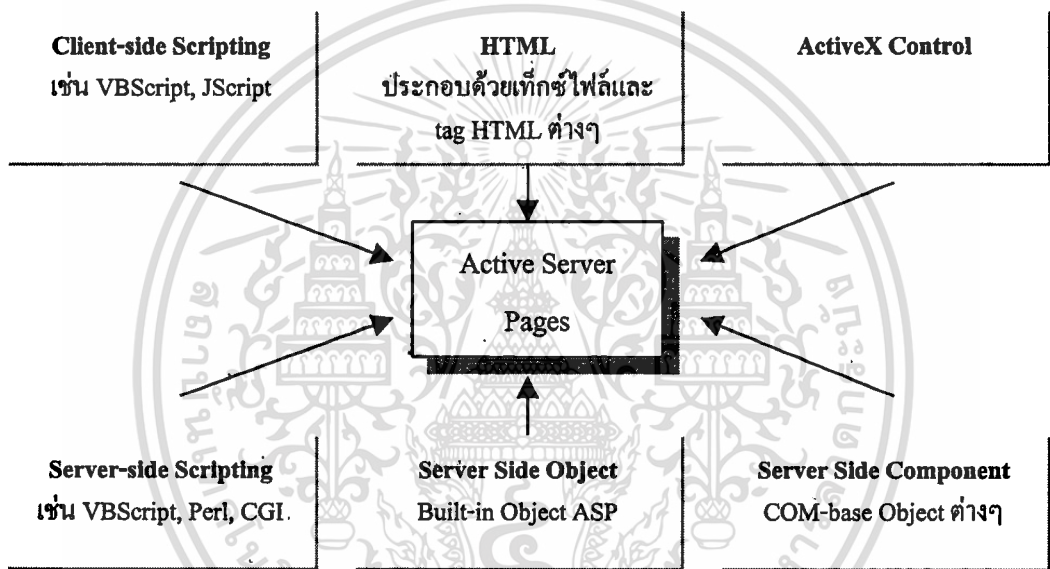 Client-side Scripting
เช่น VBScript, JScript
HTML
ประกอบด้วยเท็กซ์ไฟล์และ
tag HTML ต่างๆ
ActiveX Control
Active Server
Pages
Server-side Scripting
เช่น VBScript, Perl, CGI.
Server Side Object
Built-in Object ASP
Server Side Component
COM-base Object ต่างๆ